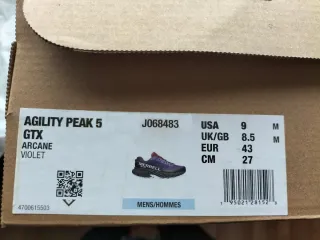 AGILITY PEAK 5
GTX
ARCANE
VIOLET
J068483
USA 9 M
UK/GB 8.5 M
EUR 43
CM 27
MENS/HOMMES
4700615503